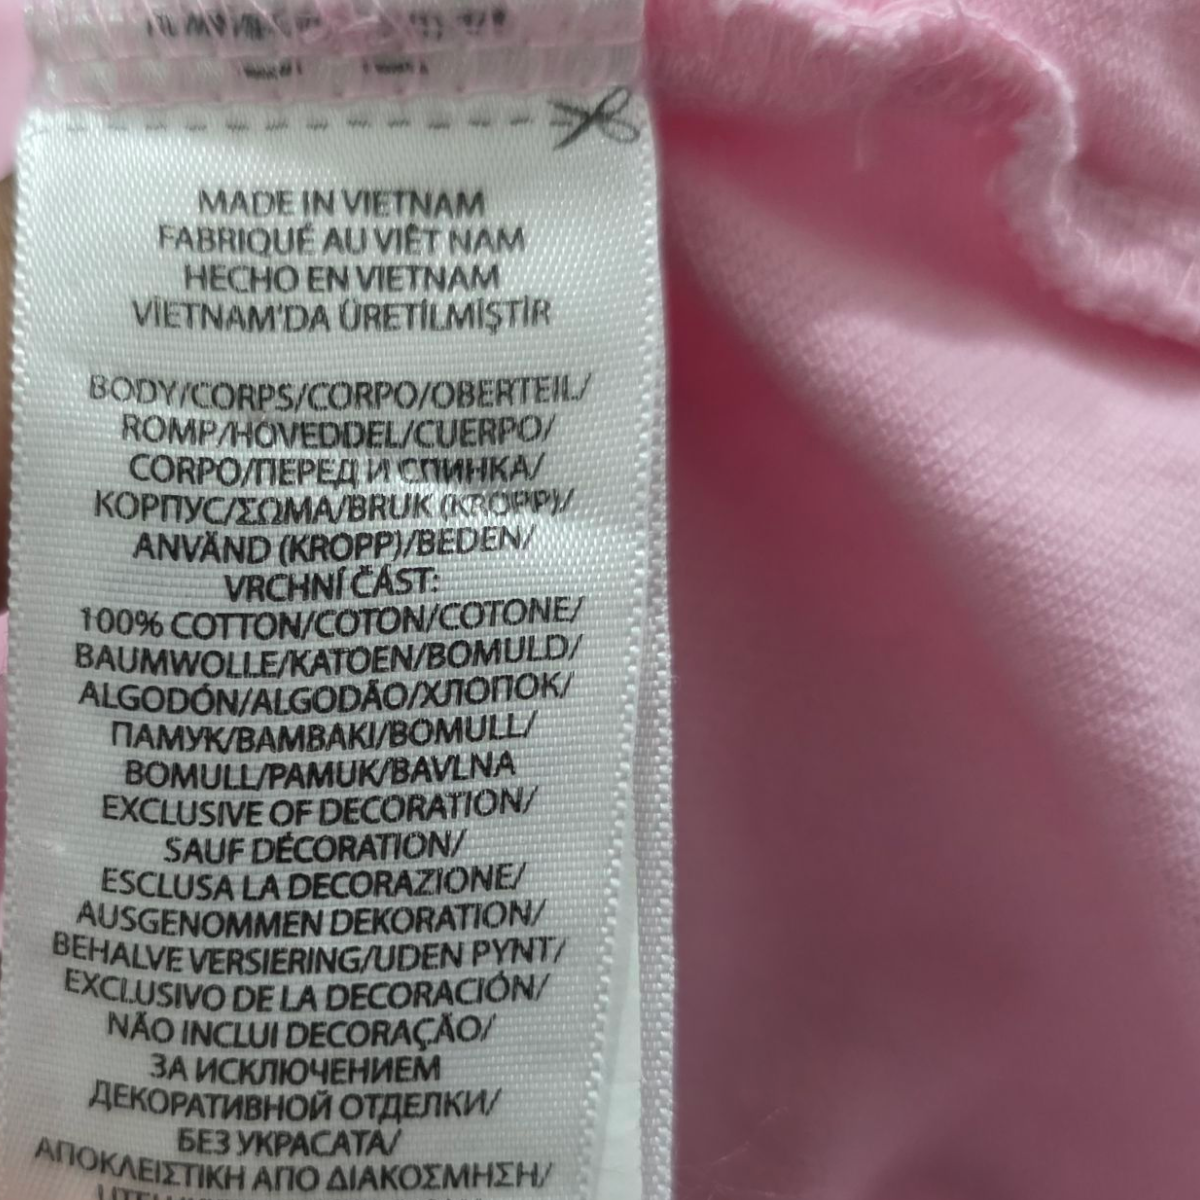 MADE IN VIETNAM
FABRIQUÉ AU VIÊT NAM
HECHO EN VIETNAM
VİETNAM'DA ÜRETİLMİŞTİR
BODY/CORPS/CORPO/OBERTEIL/
ROMP/HOVEDDEL/CUERPO/
CORPO/ПЕРЕД И СПИНКА/
КОРПУС/ΣΩΜΑ/BRUK (KROPP)/
ANVÄND (KROPP)/BEDEN/
VRCHNÍ ČÁST:
100% COTTON/COTON/COTONE/
BAUMWOLLE/KATOEN/BOMULD/
ALGODÓN/ALGODÃO/ХЛОПОК/
ПАМУК/ΒΑΜΒΑΚΙ/BOMULL/
BOMULL/PAMUK/BAVLNA
EXCLUSIVE OF DECORATION/
SAUF DÉCORATION/
ESCLUSA LA DECORAZIONE/
AUSGENOMMEN DEKORATION/
BEHALVE VERSIERING/UDEN PYNT/
EXCLUSIVO DE LA DECORACIÓN/
NÃO INCLUI DECORAÇÃO/
ЗА ИСКЛЮЧЕНИЕМ
ДЕКОРАТИВНОЙ ОТДЕЛКИ/
БЕЗ УКРАСАТА/
ΑΠΟΚΛΕΙΣΤΙΚΗ ΑΠΟ ΔΙΑΚΟΣΜΗΣΗ/